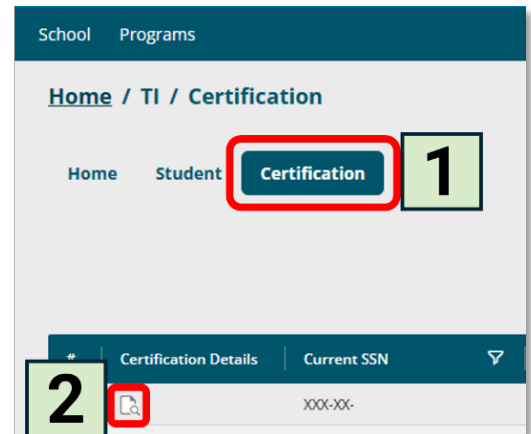 School Programs
Home / TI / Certification
Home Student Certification 1
# Certification Details Current SSN
2 XXX-XX-